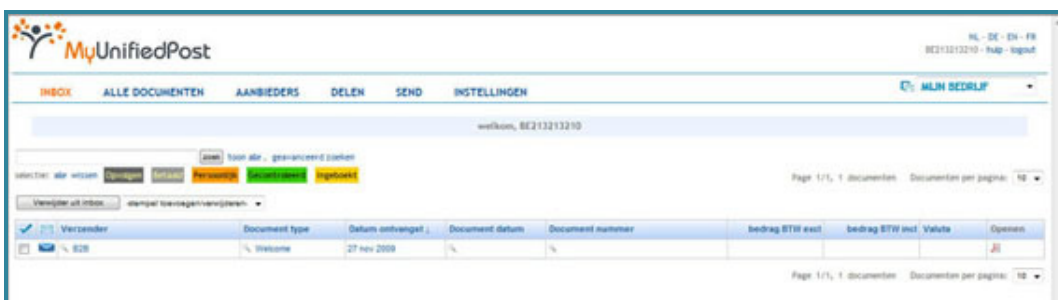 MyUnifiedPost
NL - DE - EN - FR
BE213213210 - hulp - logout
INBOX ALLE DOCUMENTEN AANBIEDERS DELEN SEND INSTELLINGEN
MIJN BEDRIJF
welkom, BE213213210
zoek toon alle , geavanceerd zoeken
selectie: alle wissen Opvolgen Betaald Persoonlijk Gecontroleerd Ingeboekt
Page 1/1, 1 documenten Documenten per pagina: 10
Verwijder uit inbox stempel toevoegen/verwijderen
Verzender Document type Datum ontvangst ↓ Document datum Document nummer bedrag BTW excl bedrag BTW incl Valuta Openen
B2B Welcome 27 nov 2009
Page 1/1, 1 documenten Documenten per pagina: 10